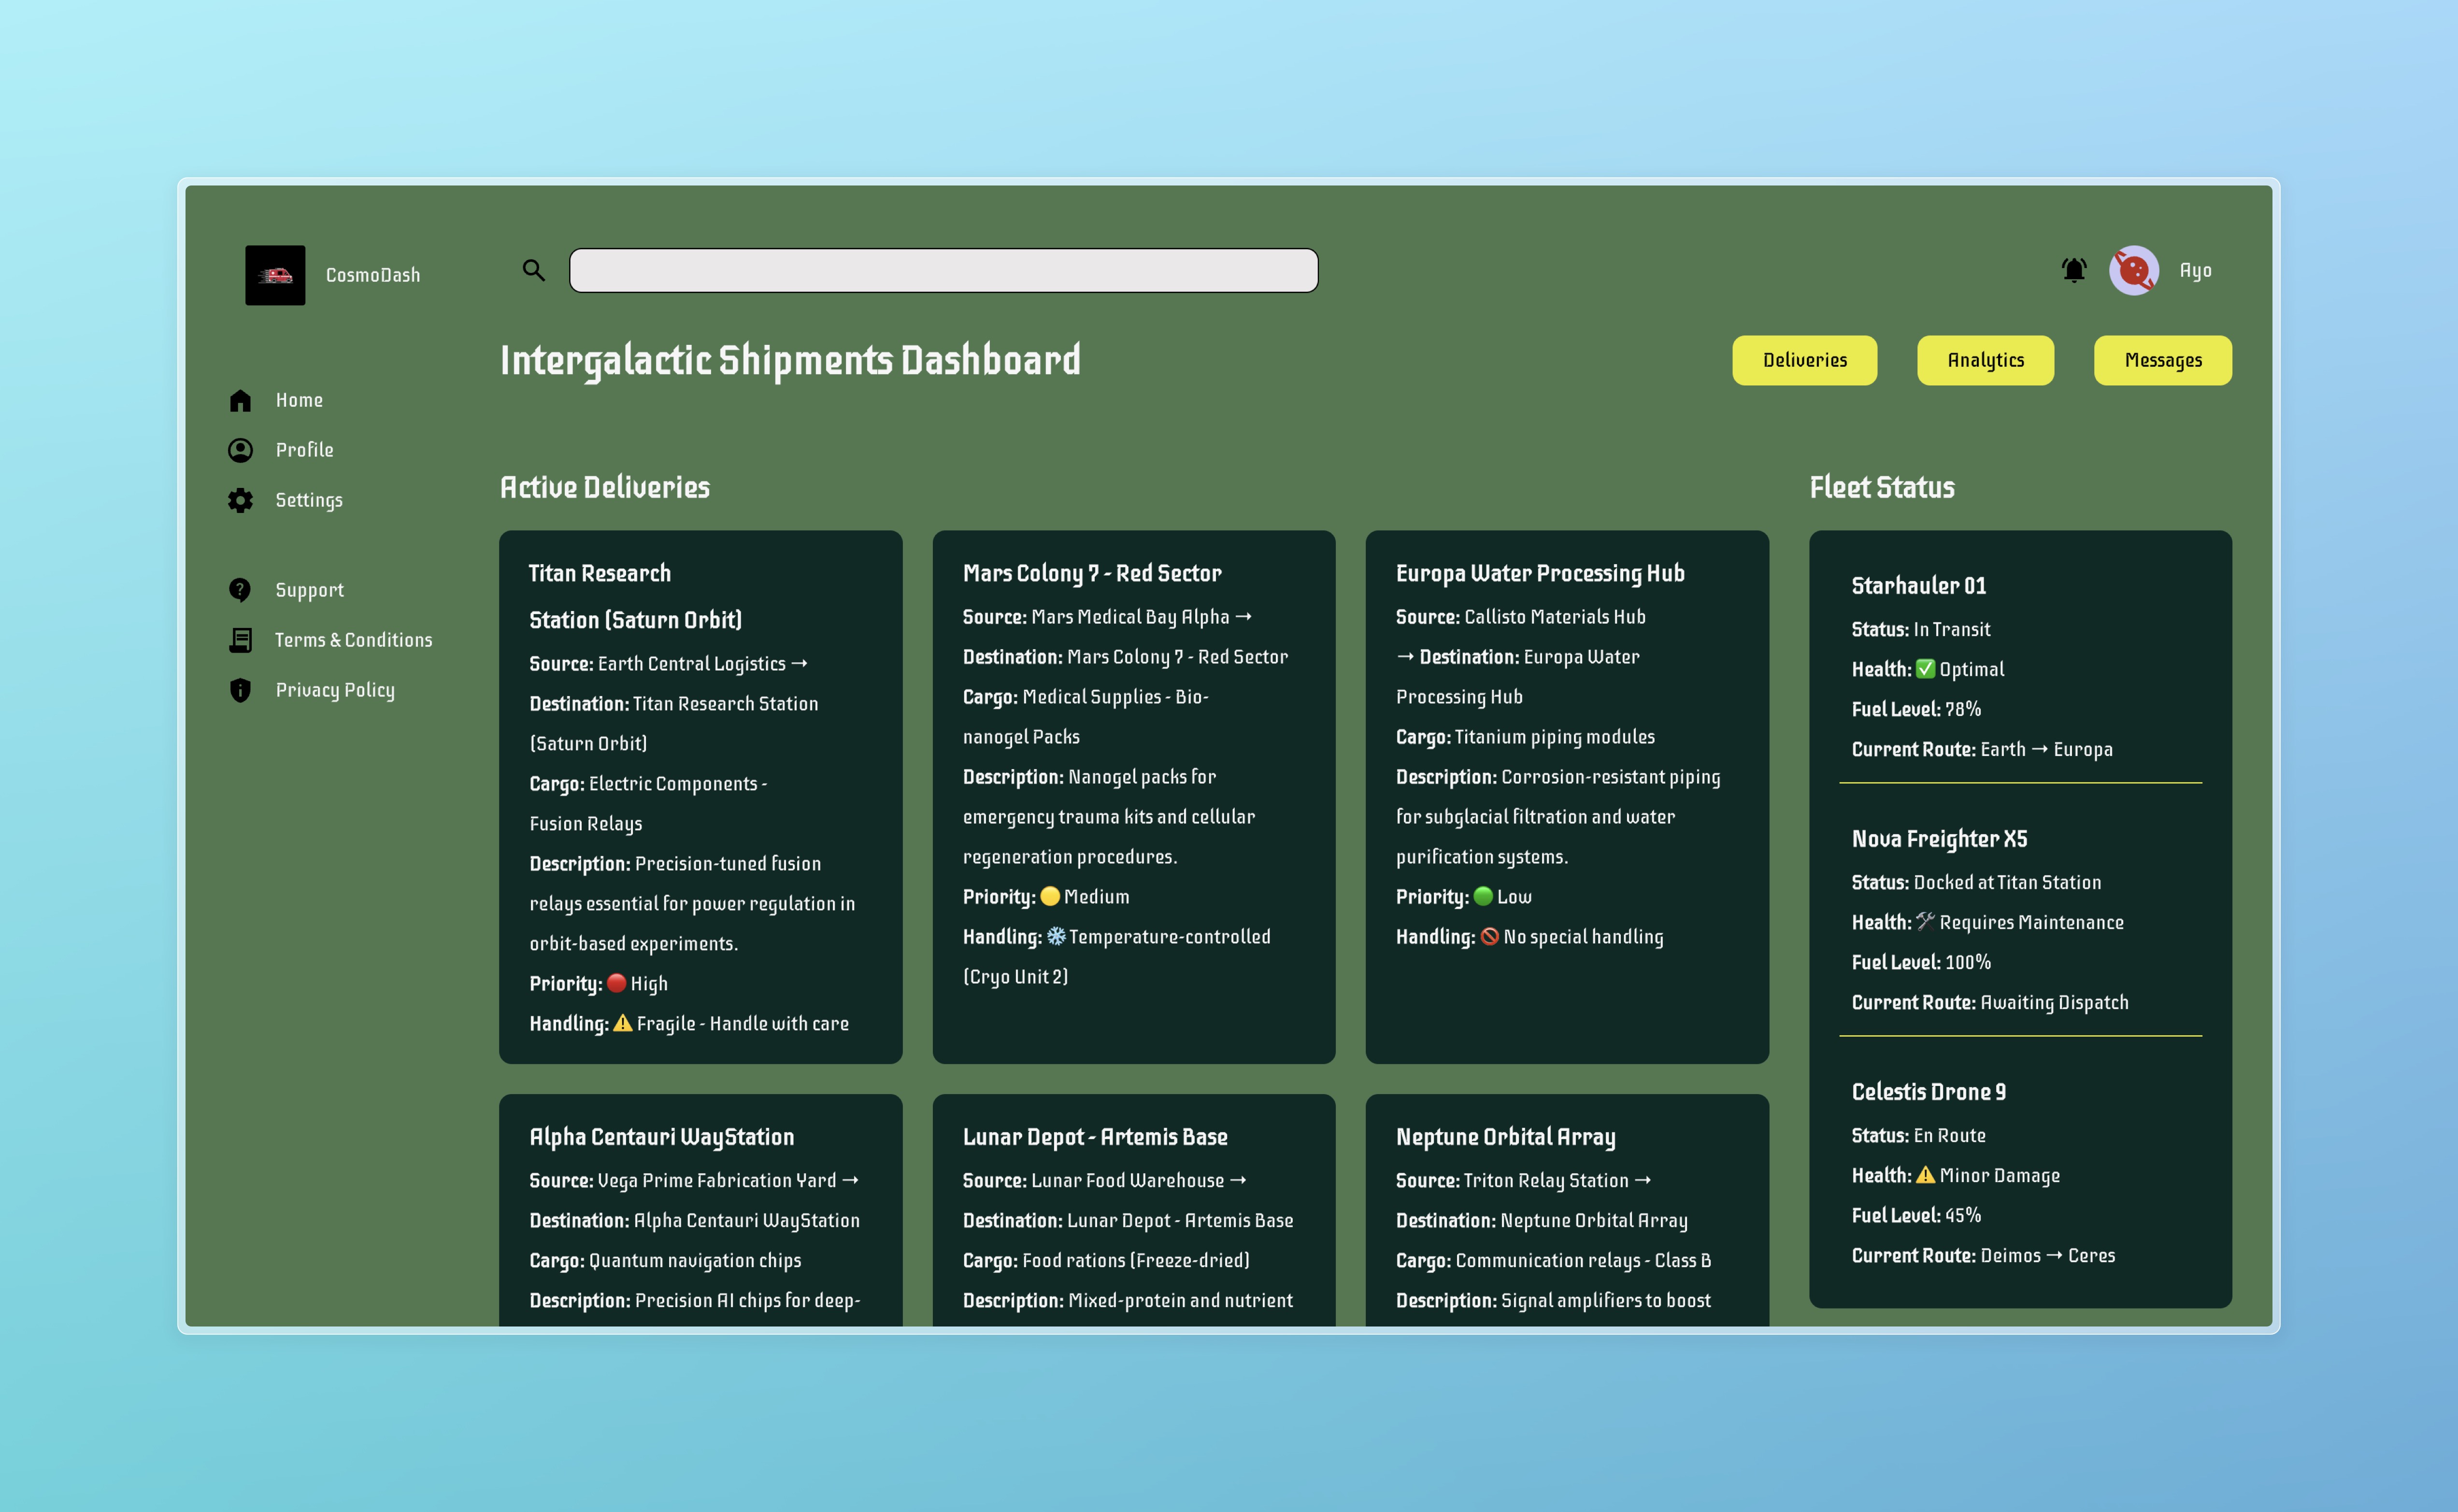 CosmoDash
Ayo
Intergalactic Shipments Dashboard
Deliveries
Analytics
Messages
Home
Profile
Settings
Support
Terms & Conditions
Privacy Policy
Active Deliveries
Titan Research
Station (Saturn Orbit)
Source: Earth Central Logistics →
Destination: Titan Research Station
(Saturn Orbit)
Cargo: Electric Components -
Fusion Relays
Description: Precision-tuned fusion
relays essential for power regulation in
orbit-based experiments.
Priority: 🔴 High
Handling: ⚠️ Fragile - Handle with care
Mars Colony 7 - Red Sector
Source: Mars Medical Bay Alpha →
Destination: Mars Colony 7 - Red Sector
Cargo: Medical Supplies - Bio-
nanogel Packs
Description: Nanogel packs for
emergency trauma kits and cellular
regeneration procedures.
Priority: 🟡 Medium
Handling: ❄️ Temperature-controlled
(Cryo Unit 2)
Europa Water Processing Hub
Source: Callisto Materials Hub
→ Destination: Europa Water
Processing Hub
Cargo: Titanium piping modules
Description: Corrosion-resistant piping
for subglacial filtration and water
purification systems.
Priority: 🟢 Low
Handling: 🚫 No special handling
Alpha Centauri WayStation
Source: Vega Prime Fabrication Yard →
Destination: Alpha Centauri WayStation
Cargo: Quantum navigation chips
Description: Precision AI chips for deep-
Lunar Depot - Artemis Base
Source: Lunar Food Warehouse →
Destination: Lunar Depot - Artemis Base
Cargo: Food rations (Freeze-dried)
Description: Mixed-protein and nutrient
Neptune Orbital Array
Source: Triton Relay Station →
Destination: Neptune Orbital Array
Cargo: Communication relays - Class B
Description: Signal amplifiers to boost
Fleet Status
Starhauler 01
Status: In Transit
Health: ✅ Optimal
Fuel Level: 78%
Current Route: Earth → Europa
Nova Freighter X5
Status: Docked at Titan Station
Health: 🛠️ Requires Maintenance
Fuel Level: 100%
Current Route: Awaiting Dispatch
Celestis Drone 9
Status: En Route
Health: ⚠️ Minor Damage
Fuel Level: 45%
Current Route: Deimos → Ceres